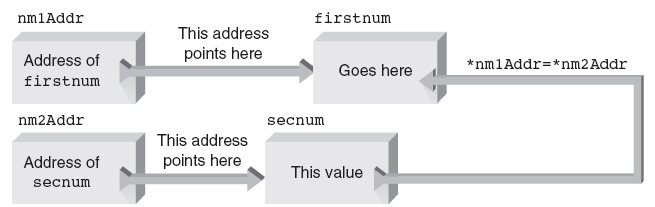 nm1Addr
firstnum
This address
points here
Address of
firstnum
Goes here
*nm1Addr=*nm2Addr
nm2Addr
secnum
This address
points here
Address of
secnum
This value